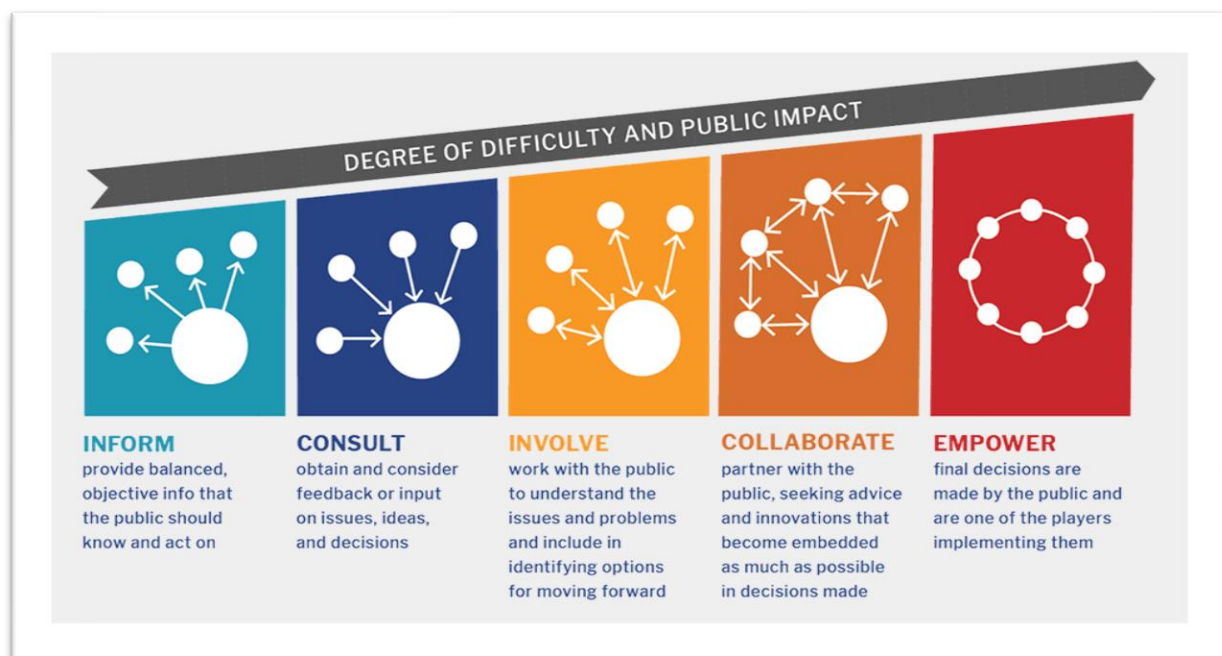 DEGREE OF DIFFICULTY AND PUBLIC IMPACT
INFORM
provide balanced,
objective info that
the public should
know and act on
CONSULT
obtain and consider
feedback or input
on issues, ideas,
and decisions
INVOLVE
work with the public
to understand the
issues and problems
and include in
identifying options
for moving forward
COLLABORATE
partner with the
public, seeking advice
and innovations that
become embedded
as much as possible
in decisions made
EMPOWER
final decisions are
made by the public and
are one of the players
implementing them